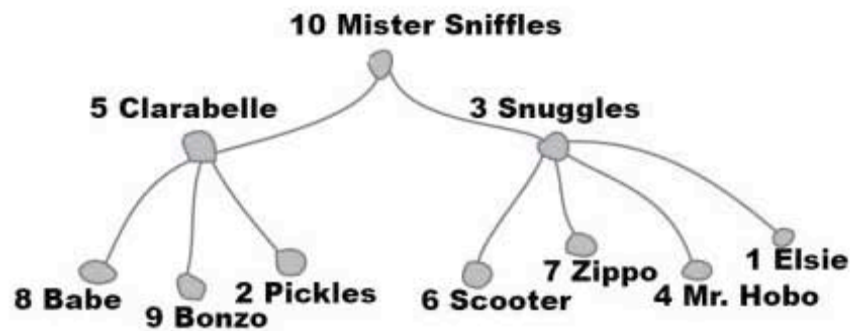 10 Mister Sniffles
5 Clarabelle
3 Snuggles
8 Babe
9 Bonzo
2 Pickles
6 Scooter
7 Zippo
4 Mr. Hobo
1 Elsie